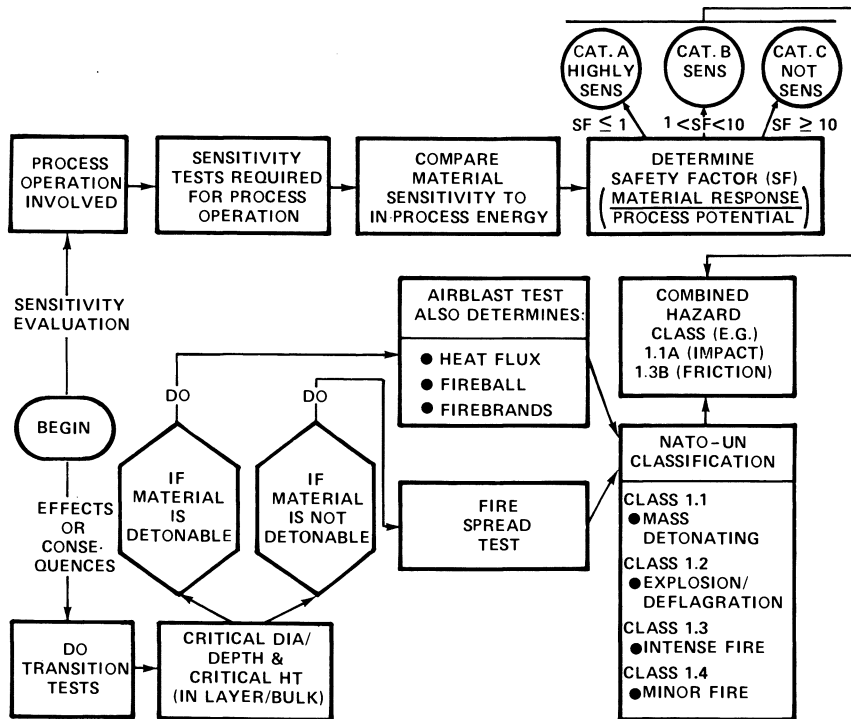 CAT. A
HIGHLY
SENS
CAT. B
SENS
CAT. C
NOT
SENS
SF ≤ 1
1 <SF<10
SF ≥ 10
PROCESS
OPERATION
INVOLVED
SENSITIVITY
TESTS REQUIRED
FOR PROCESS
OPERATION
COMPARE
MATERIAL
SENSITIVITY TO
IN-PROCESS ENERGY
DETERMINE
SAFETY FACTOR (SF)
(MATERIAL RESPONSE
PROCESS POTENTIAL)
SENSITIVITY
EVALUATION
BEGIN
EFFECTS
OR
CONSE-
QUENCES
DO
TRANSITION
TESTS
CRITICAL DIA/
DEPTH &
CRITICAL HT
(IN LAYER/BULK)
DO
IF
MATERIAL
IS
DETONABLE
DO
IF
MATERIAL
IS NOT
DETONABLE
AIRBLAST TEST
ALSO DETERMINES:
● HEAT FLUX
● FIREBALL
● FIREBRANDS
FIRE
SPREAD
TEST
COMBINED
HAZARD
CLASS (E.G.)
1.1A (IMPACT)
1.3B (FRICTION)
NATO-UN
CLASSIFICATION
CLASS 1.1
●MASS
DETONATING
CLASS 1.2
●EXPLOSION/
DEFLAGRATION
CLASS 1.3
●INTENSE FIRE
CLASS 1.4
●MINOR FIRE